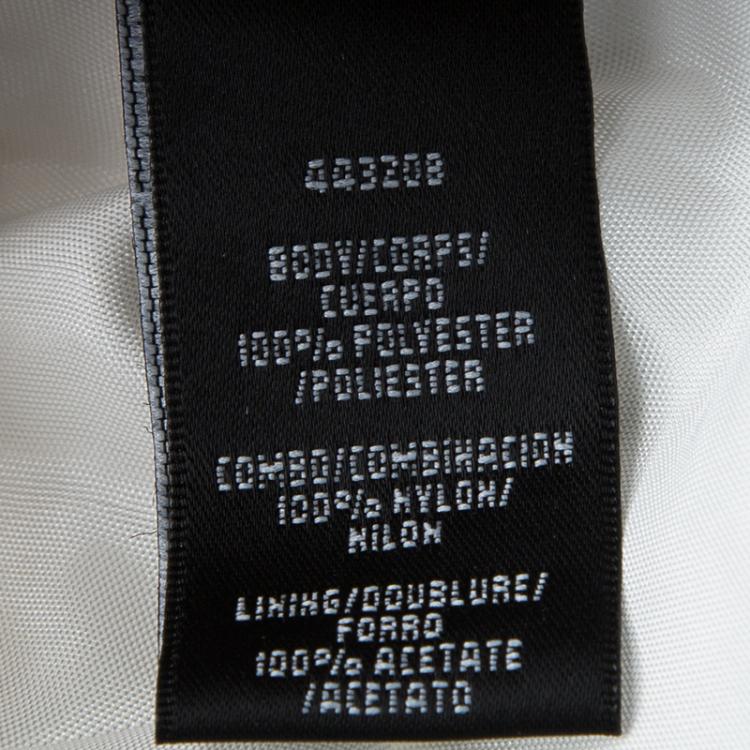 443208
BODY/CORPS/
CUERPO
100% POLYESTER
/POLIESTER
COMBO/COMBINACION
100% NYLON/
NILON
LINING/DOUBLURE/
FORRO
100% ACETATE
/ACETATO